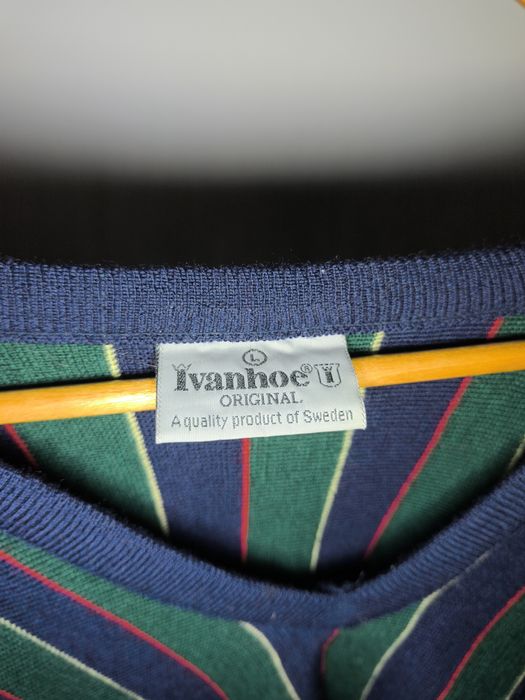 L
Ivanhoe® I
ORIGINAL
A quality product of Sweden